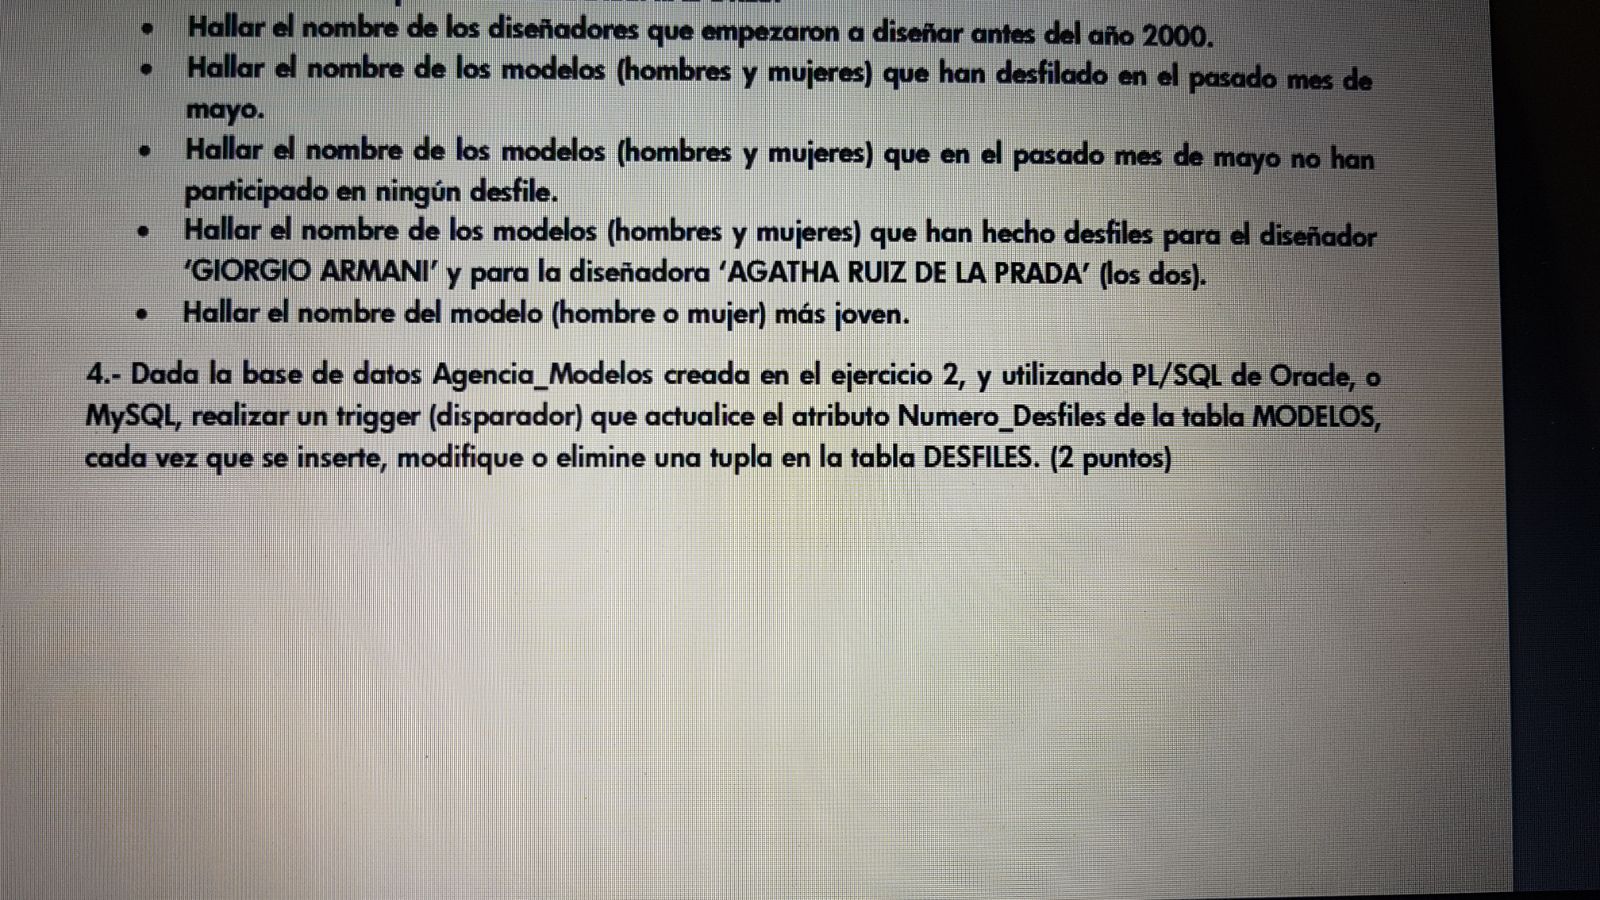 • Hallar el nombre de los diseñadores que empezaron a diseñar antes del año 2000.
• Hallar el nombre de los modelos (hombres y mujeres) que han desfilado en el pasado mes de
mayo.
• Hallar el nombre de los modelos (hombres y mujeres) que en el pasado mes de mayo no han
participado en ningún desfile.
• Hallar el nombre de los modelos (hombres y mujeres) que han hecho desfiles para el diseñador
‘GIORGIO ARMANI’ y para la diseñadora ‘AGATHA RUIZ DE LA PRADA’ (los dos).
• Hallar el nombre del modelo (hombre o mujer) más joven.
4.- Dada la base de datos Agencia_Modelos creada en el ejercicio 2, y utilizando PL/SQL de Oracle, o
MySQL, realizar un trigger (disparador) que actualice el atributo Numero_Desfiles de la tabla MODELOS,
cada vez que se inserte, modifique o elimine una tupla en la tabla DESFILES. (2 puntos)